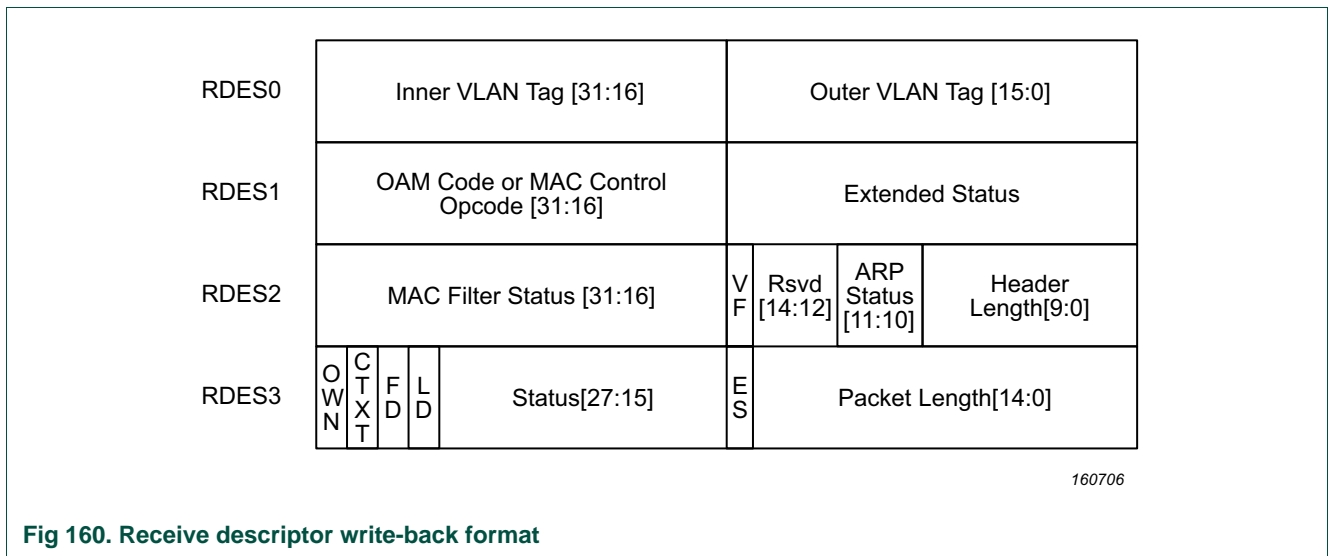 RDES0
Inner VLAN Tag [31:16]
Outer VLAN Tag [15:0]
RDES1
OAM Code or MAC Control
Opcode [31:16]
Extended Status
RDES2
MAC Filter Status [31:16]
V
F
Rsvd
[14:12]
ARP
Status
[11:10]
Header
Length[9:0]
RDES3
O
W
N
C
T
X
T
F
D
L
D
Status[27:15]
E
S
Packet Length[14:0]
160706
Fig 160. Receive descriptor write-back format